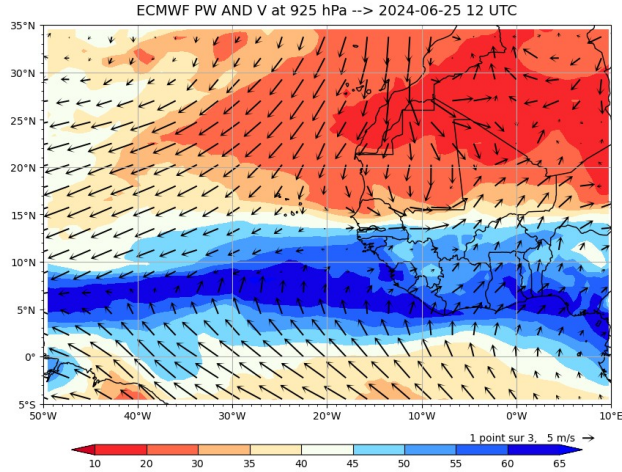 ECMWF PW AND V at 925 hPa --> 2024-06-25 12 UTC
35°N
30°N
25°N
20°N
15°N
10°N
5°N
0°
5°S
50°W 40°W 30°W 20°W 10°W 0°W 10°E
1 point sur 3, 5 m/s
10 20 30 40 45 50 55 60 65